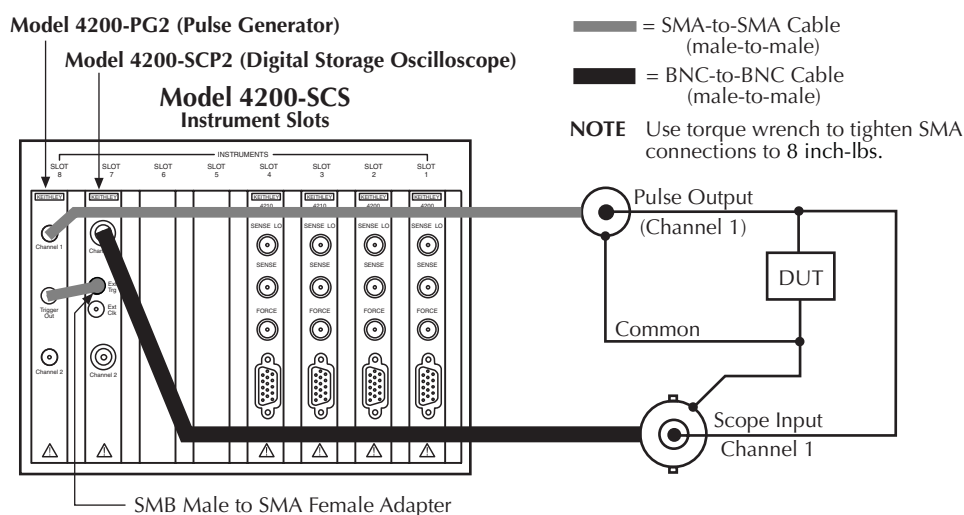 Model 4200-PG2 (Pulse Generator)
Model 4200-SCP2 (Digital Storage Oscilloscope)
Model 4200-SCS
Instrument Slots
= SMA-to-SMA Cable
(male-to-male)
= BNC-to-BNC Cable
(male-to-male)
NOTE Use torque wrench to tighten SMA
connections to 8 inch-lbs.
INSTRUMENTS
SLOT 8
SLOT 7
SLOT 6
SLOT 5
SLOT 4
SLOT 3
SLOT 2
SLOT 1
KEITHLEY
KEITHLEY
KEITHLEY
KEITHLEY
KEITHLEY
KEITHLEY
4210
4210
4200
4200
Channel 1
SENSE LO
SENSE LO
SENSE LO
SENSE LO
SENSE
SENSE
SENSE
SENSE
Trigger
Out
Ext
Clk
FORCE
FORCE
FORCE
FORCE
Channel 2
Channel 2
Pulse Output
(Channel 1)
DUT
Common
Scope Input
Channel 1
SMB Male to SMA Female Adapter